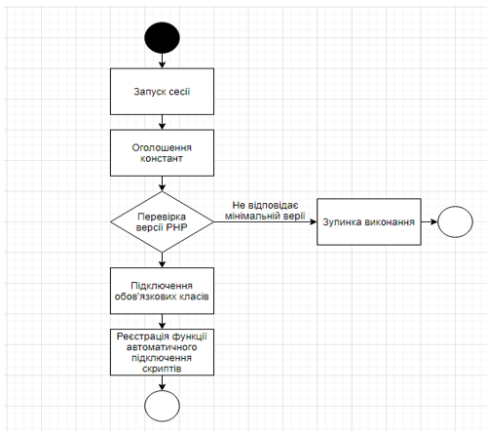 Запуск сесії
Оголошення
констант
Перевірка
версії PHP
Не відповідає
мінімальній верії
Зупинка виконання
Підключення
обов'язкових класів
Реєстрація функції
автоматичного
підключення
скриптів